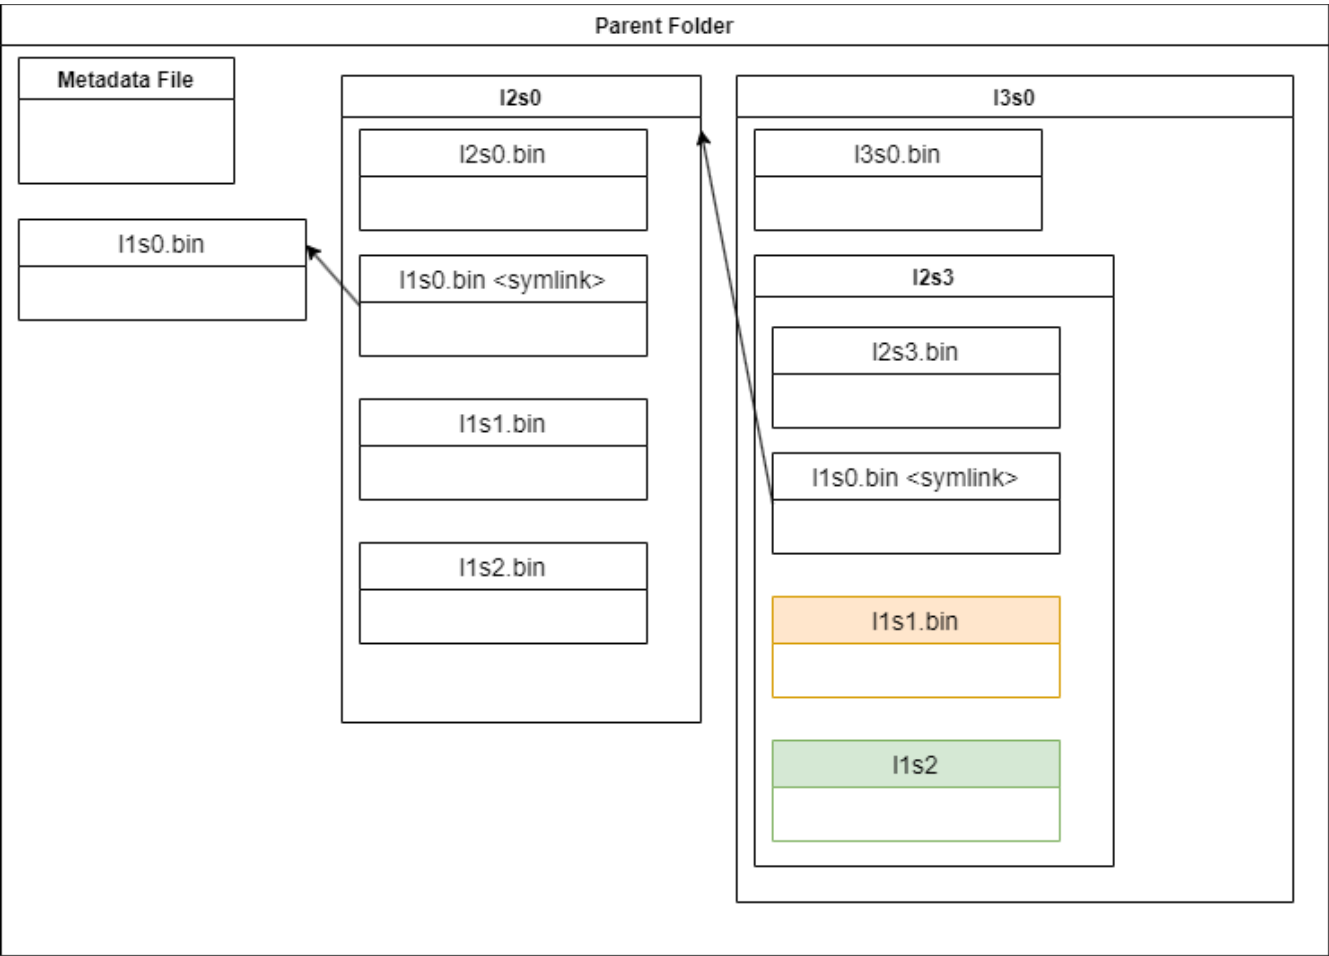 Parent Folder
Metadata File
l1s0.bin
l2s0
l2s0.bin
l1s0.bin <symlink>
l1s1.bin
l1s2.bin
l3s0
l3s0.bin
l2s3
l2s3.bin
l1s0.bin <symlink>
l1s1.bin
l1s2